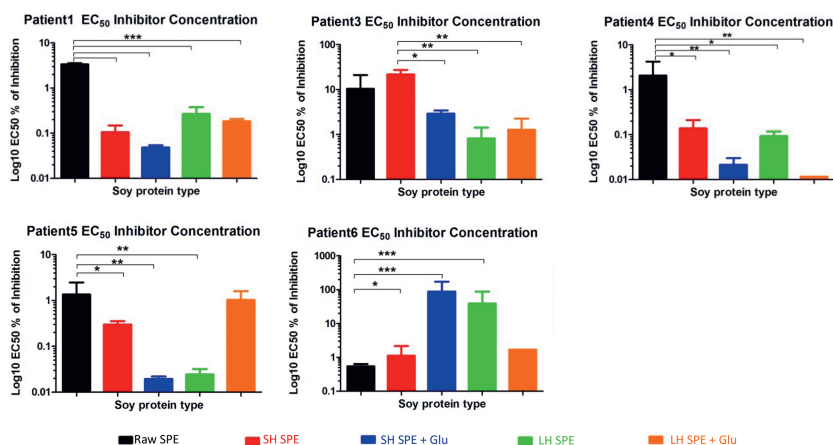 Patient1 EC50 Inhibitor Concentration
***
Log10 EC50 % of Inhibition
10
1
0.1
0.01
Soy protein type
Patient3 EC50 Inhibitor Concentration
**
**
*
Log10 EC50 % of Inhibition
100
10
1
0.1
Soy protein type
Patient4 EC50 Inhibitor Concentration
**
*
**
*
Log10 EC50 % of Inhibition
10
1
0.1
0.01
Soy protein type
Patient5 EC50 Inhibitor Concentration
**
**
*
Log10 EC50 % of Inhibition
10
1
0.1
0.01
Soy protein type
Patient6 EC50 Inhibitor Concentration
***
***
*
Log10 EC50 % of Inhibition
1000
100
10
1
0.1
Soy protein type
Raw SPE SH SPE SH SPE + Glu LH SPE LH SPE + Glu